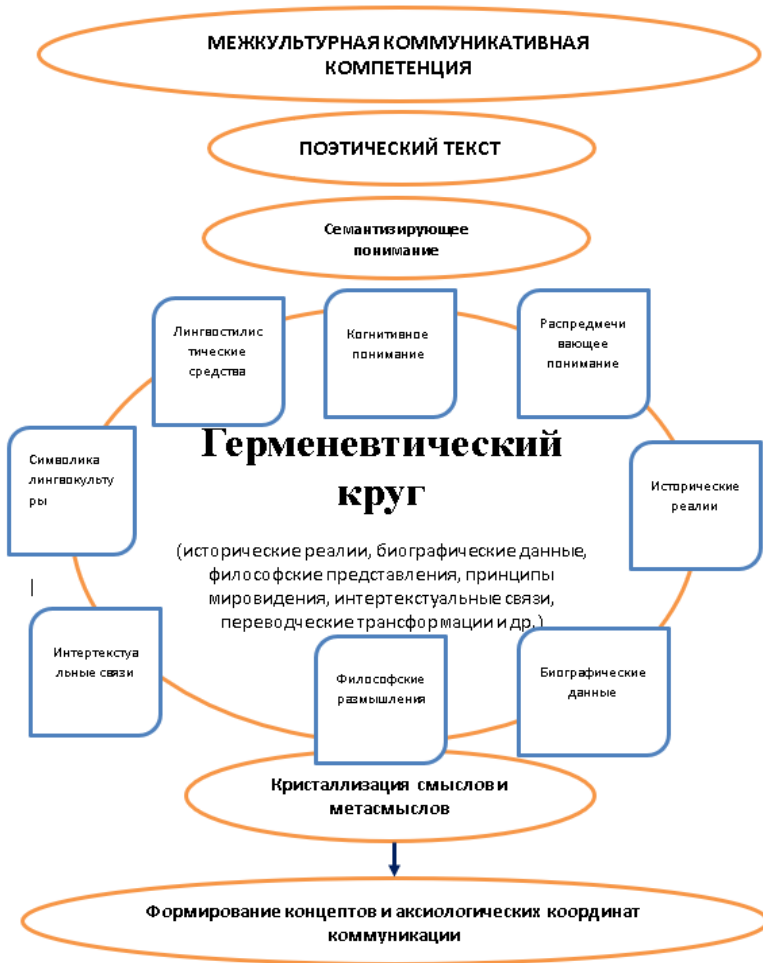 МЕЖКУЛЬТУРНАЯ КОММУНИКАТИВНАЯ
КОМПЕТЕНЦИЯ
ПОЭТИЧЕСКИЙ ТЕКСТ
Семантизирующее
понимание
Лингвостилис
тические
средства
Когнитивное
понимание
Распредмечи
вающее
понимание
Символика
лингвокульту
ры
Герменевтический
круг
Исторические
реалии
(исторические реалии, биографические данные,
философские представления, принципы
мировидения, интертекстуальные связи,
переводческие трансформации и др.)
Интертекстуа
льные связи
Философские
размышления
Биографические
данные
Кристаллизация смыслов и
метасмыслов
Формирование концептов и аксиологических координат
коммуникации